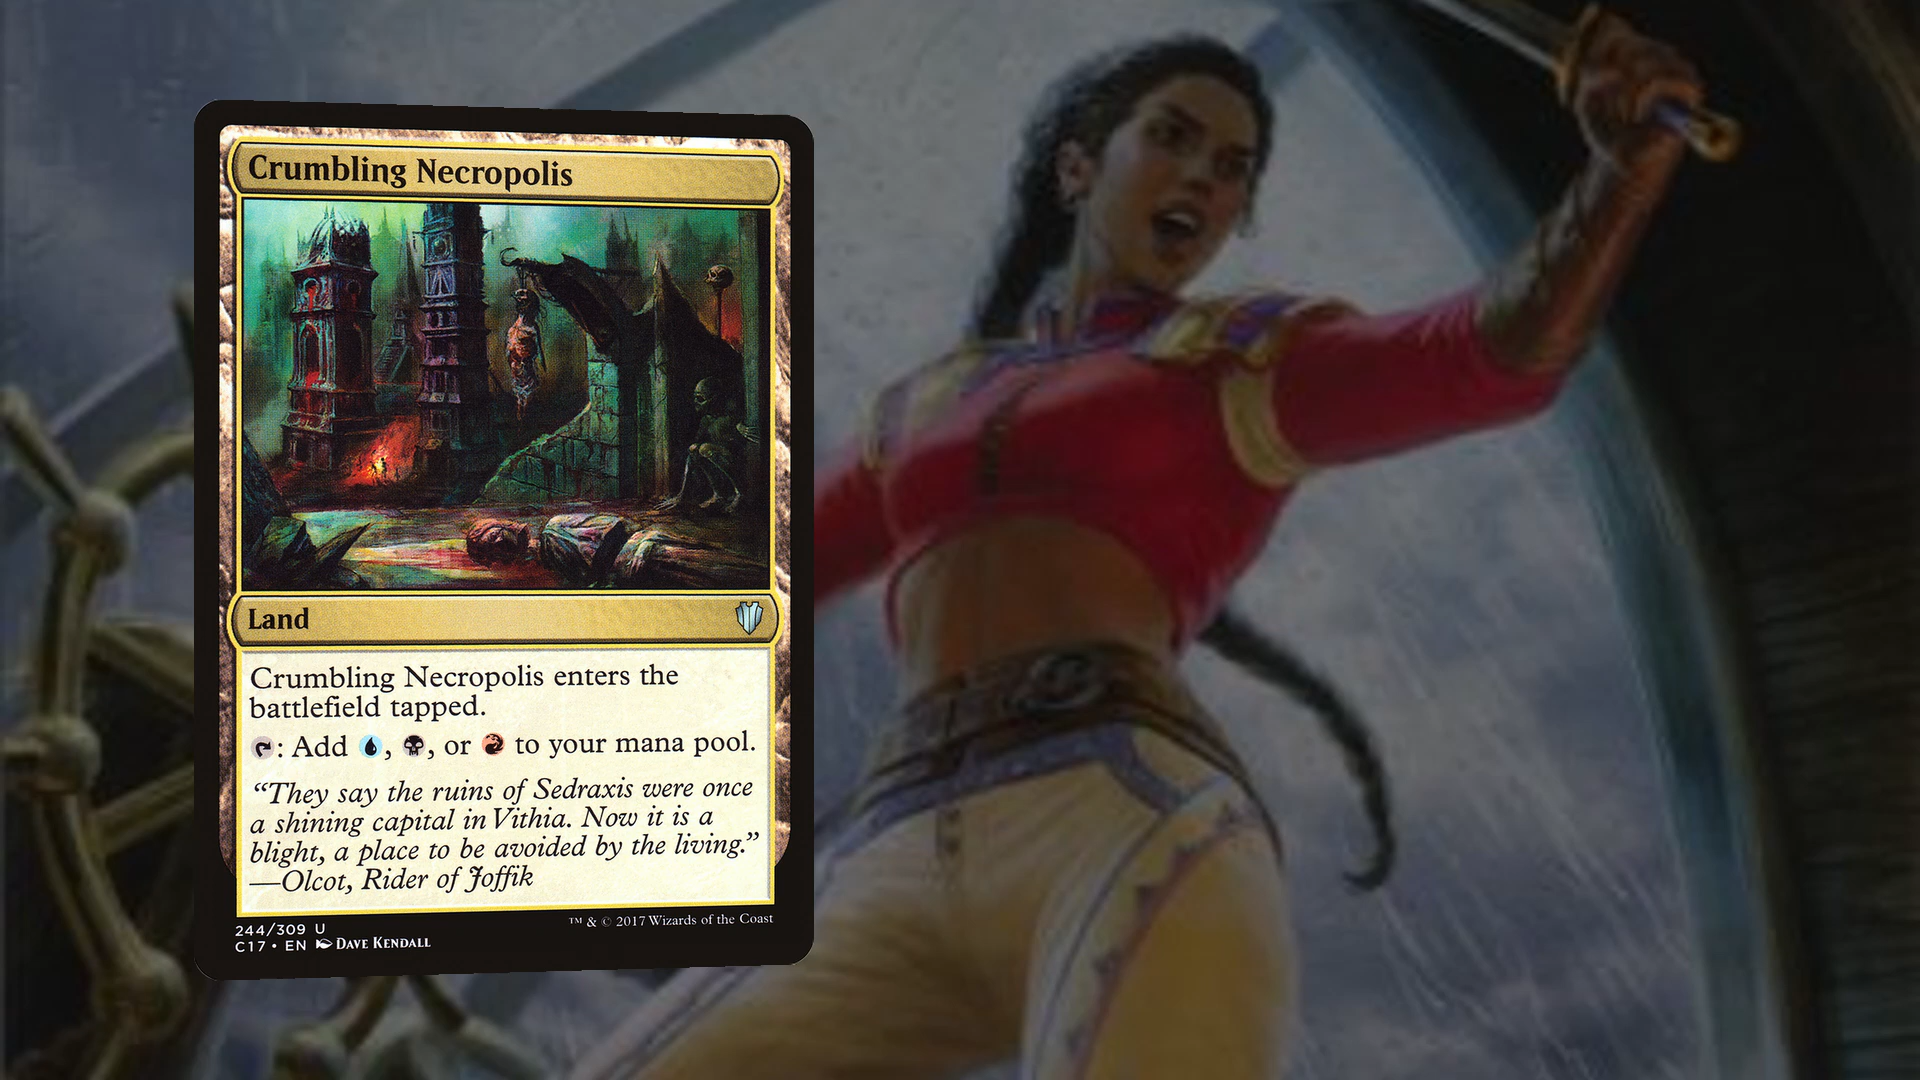 Crumbling Necropolis
Land
Crumbling Necropolis enters the
battlefield tapped.
: Add , , or to your mana pool.
“They say the ruins of Sedraxis were once
a shining capital in Vithia. Now it is a
blight, a place to be avoided by the living.”
—Olcot, Rider of Joffik
244/309 U
C17 • EN DAVE KENDALL
™ & © 2017 Wizards of the Coast